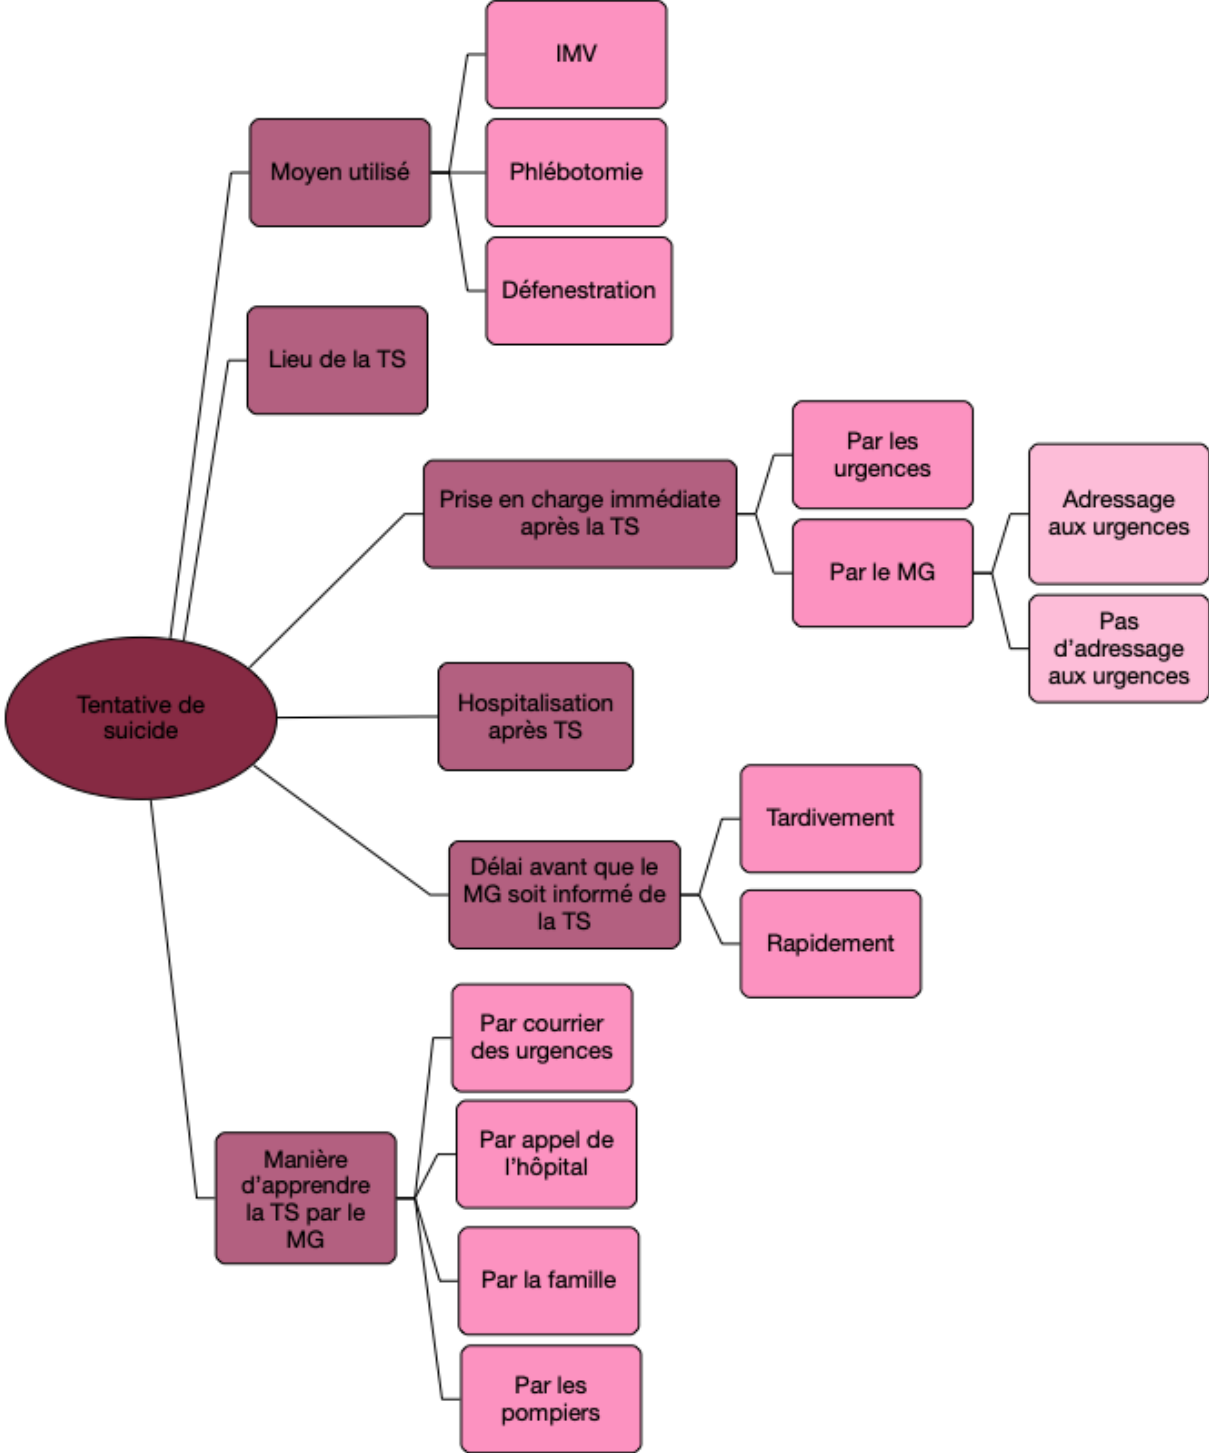 IMV
Moyen utilisé
Phlébotomie
Défenestration
Lieu de la TS
Prise en charge immédiate
après la TS
Par les
urgences
Par le MG
Adressage
aux urgences
Pas
d’adressage
aux urgences
Tentative de
suicide
Hospitalisation
après TS
Délai avant que le
MG soit informé de
la TS
Tardivement
Rapidement
Manière
d’apprendre
la TS par le
MG
Par courrier
des urgences
Par appel de
l’hôpital
Par la famille
Par les
pompiers